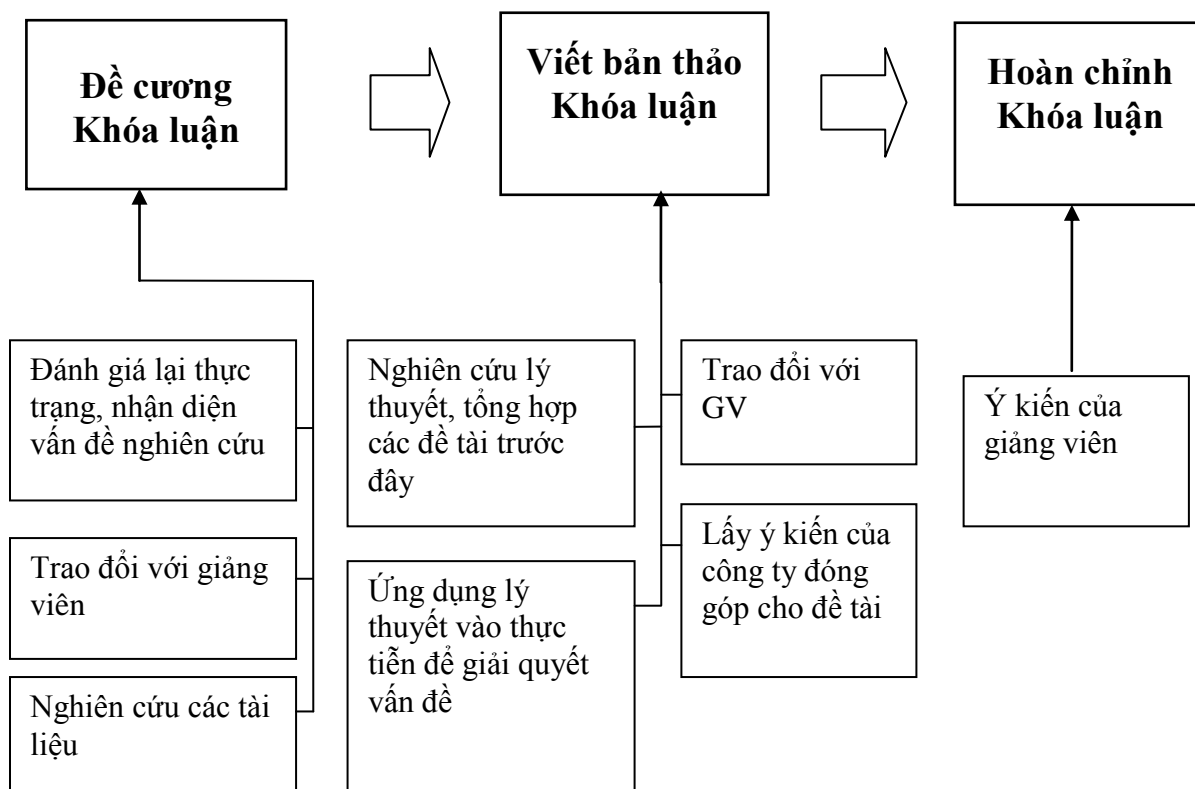 Đề cương
Khóa luận
Viết bản thảo
Khóa luận
Hoàn chỉnh
Khóa luận
Đánh giá lại thực
trạng, nhận diện
vấn đề nghiên cứu
Trao đổi với giảng
viên
Nghiên cứu các tài
liệu
Nghiên cứu lý
thuyết, tổng hợp
các đề tài trước
đây
Ứng dụng lý
thuyết vào thực
tiễn để giải quyết
vấn đề
Trao đổi với
GV
Lấy ý kiến của
công ty đóng
góp cho đề tài
Ý kiến của
giảng viên